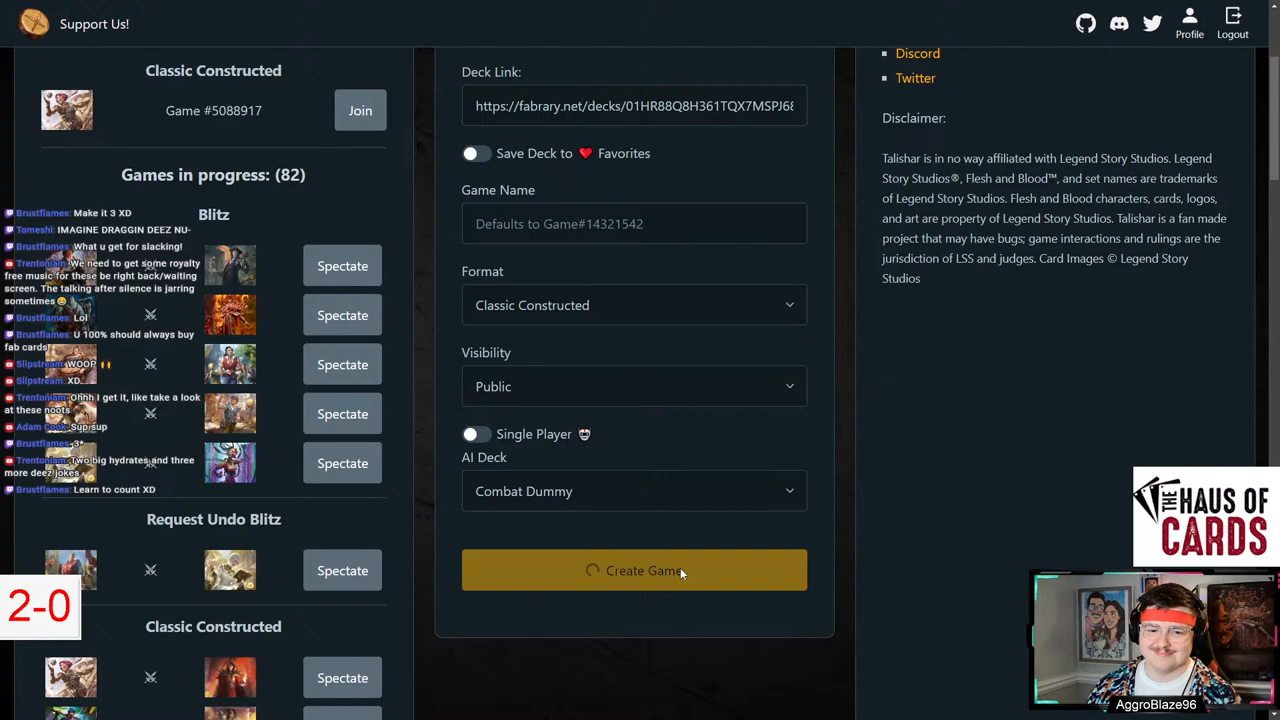 Support Us!
Profile
Logout
Classic Constructed
Game #5088917
Join
Games in progress: (82)
Blitz
Spectate
Spectate
Spectate
Spectate
Spectate
Request Undo Blitz
Spectate
Classic Constructed
Spectate
Brustflames: Make it 3 XD
Tomeshi: IMAGINE DRAGGIN DEEZ NU-
Brustflames: What u get for slacking!
Trentoniam: We need to get some royalty
free music for these be right back/waiting
screen. The talking after silence is jarring
sometimes😂
Brustflames: Lol
Brustflames: U 100% should always buy
fab cards
Slipstream: WOOP 🙌
Slipstream: XD
Trentoniam: Ohhh I get it, like take a look
at these noots
Adam Cook: Sup sup
Brustflames: 3*
Trentoniam: Two big hydrates and three
more deez jokes
Brustflames: Learn to count XD
2-0
Deck Link:
https://fabrary.net/decks/01HR88Q8H361TQX7MSPJ68
Save Deck to ❤️ Favorites
Game Name
Defaults to Game#14321542
Format
Classic Constructed
Visibility
Public
Single Player
AI Deck
Combat Dummy
Create Game
Discord
Twitter
Disclaimer:
Talishar is in no way affiliated with Legend Story Studios. Legend
Story Studios®, Flesh and Blood™, and set names are trademarks
of Legend Story Studios. Flesh and Blood characters, cards, logos,
and art are property of Legend Story Studios. Talishar is a fan made
project that may have bugs; game interactions and rulings are the
jurisdiction of LSS and judges. Card Images © Legend Story
Studios
THE
HAUS OF
CARDS
AggroBlaze96